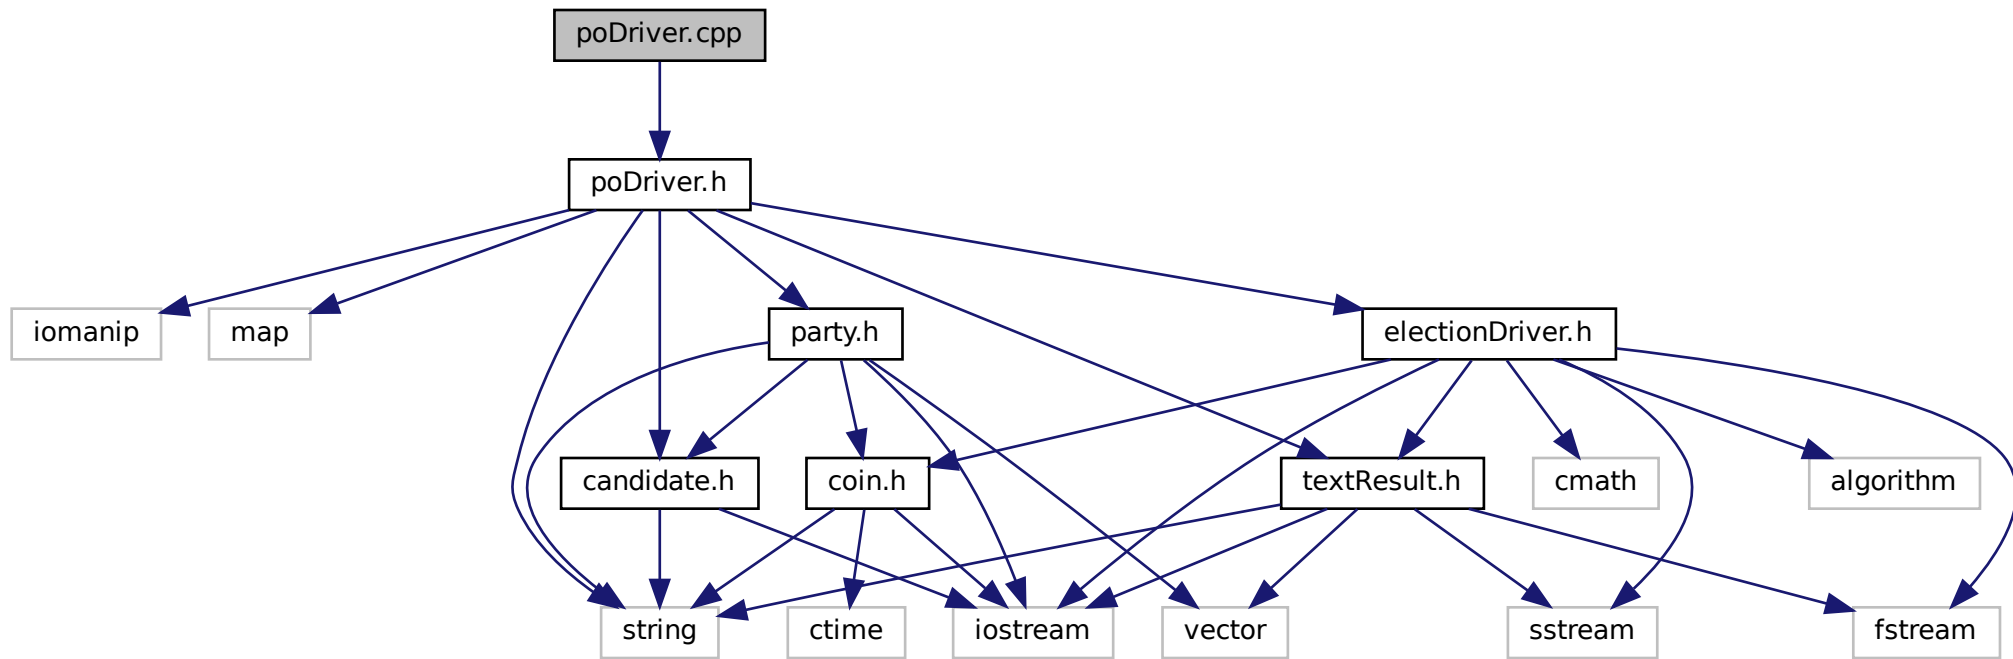 poDriver.cpp
poDriver.h
iomanip
map
party.h
electionDriver.h
candidate.h
coin.h
textResult.h
cmath
algorithm
string
ctime
iostream
vector
sstream
fstream